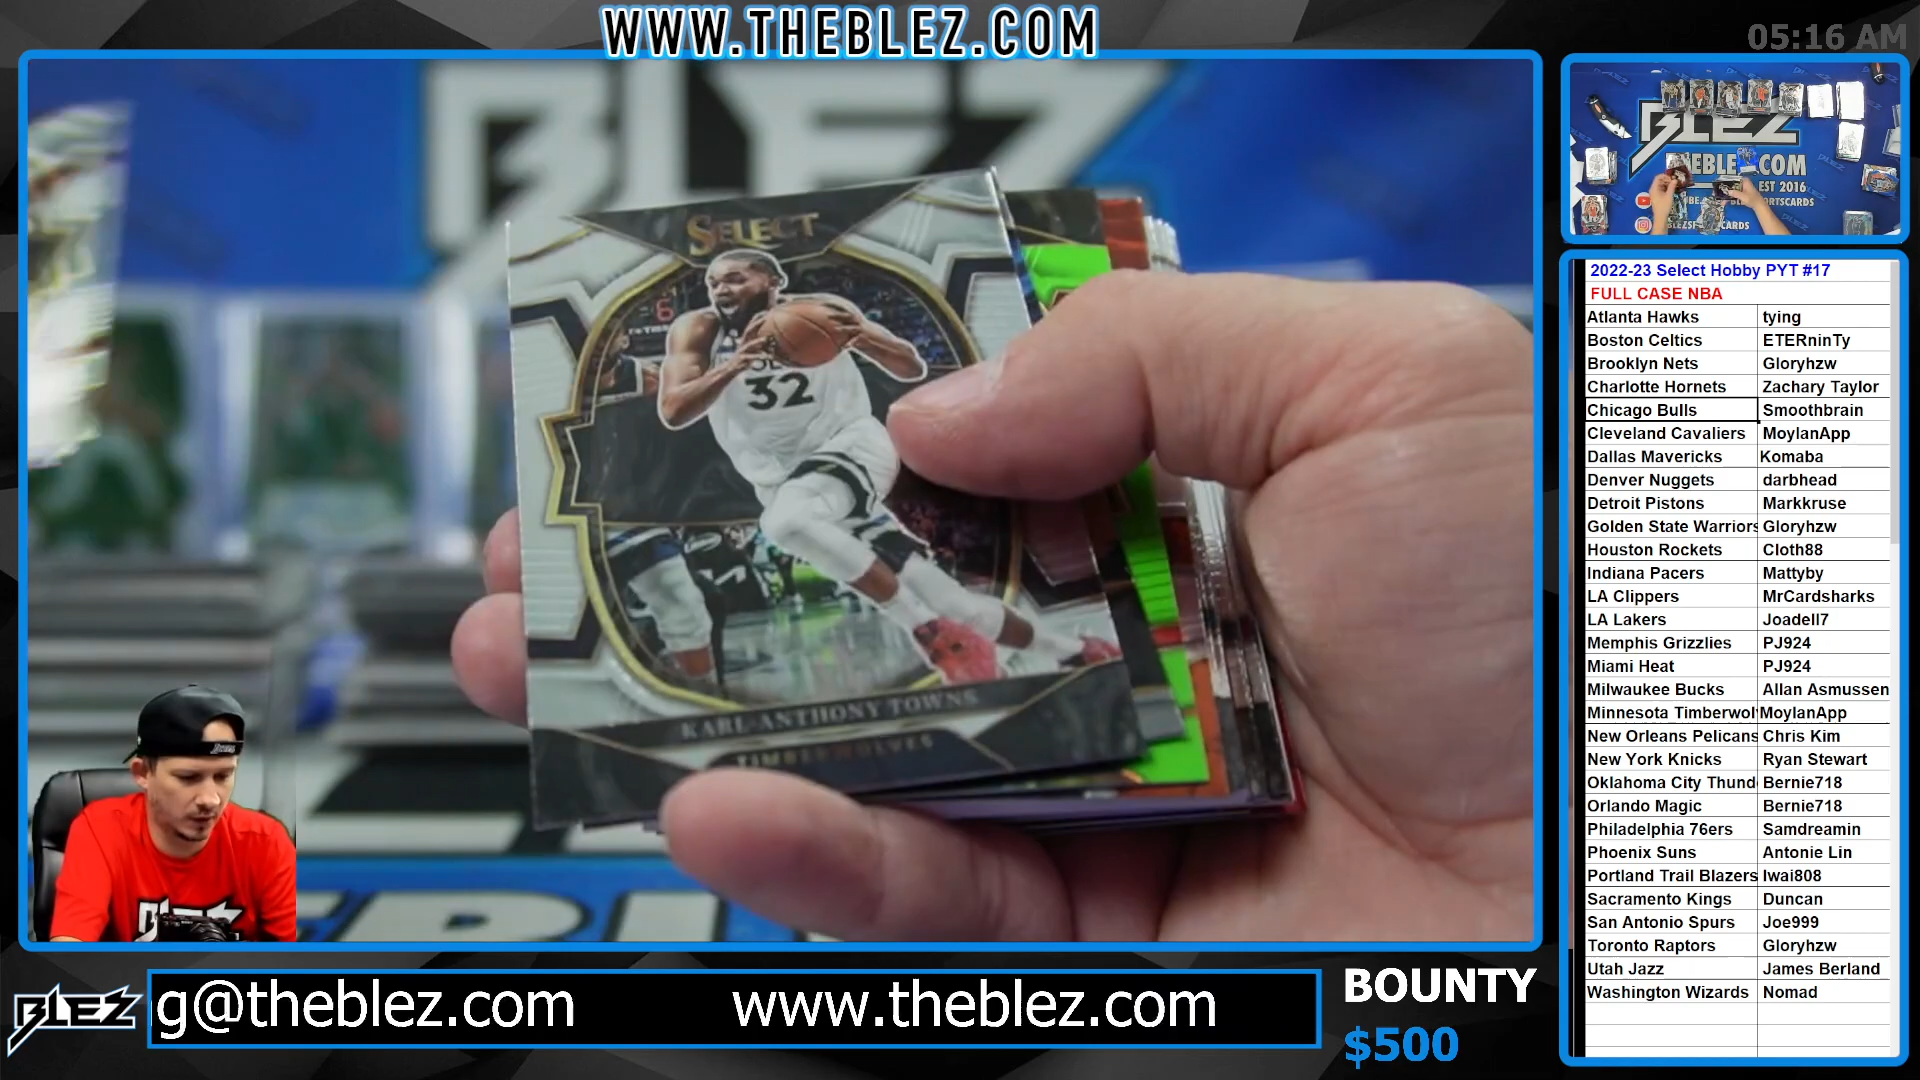 WWW.THEBLEZ.COM
05:16 AM
BLEZ
SELECT
32
KARL-ANTHONY TOWNS
TIMBERWOLVES
BLEZ
EST 2016
2022-23 Select Hobby PYT #17
FULL CASE NBA
Atlanta Hawks tying
Boston Celtics ETERninTy
Brooklyn Nets Gloryhzw
Charlotte Hornets Zachary Taylor
Chicago Bulls Smoothbrain
Cleveland Cavaliers MoylanApp
Dallas Mavericks Komaba
Denver Nuggets darbhead
Detroit Pistons Markkruse
Golden State Warriors Gloryhzw
Houston Rockets Cloth88
Indiana Pacers Mattyby
LA Clippers MrCardsharks
LA Lakers Joadell7
Memphis Grizzlies PJ924
Miami Heat PJ924
Milwaukee Bucks Allan Asmussen
Minnesota Timberwol MoylanApp
New Orleans Pelicans Chris Kim
New York Knicks Ryan Stewart
Oklahoma City Thund Bernie718
Orlando Magic Bernie718
Philadelphia 76ers Samdreamin
Phoenix Suns Antonie Lin
Portland Trail Blazers Iwai808
Sacramento Kings Duncan
San Antonio Spurs Joe999
Toronto Raptors Gloryhzw
Utah Jazz James Berland
Washington Wizards Nomad
BLEZ
g@theblez.com www.theblez.com
BOUNTY
$500